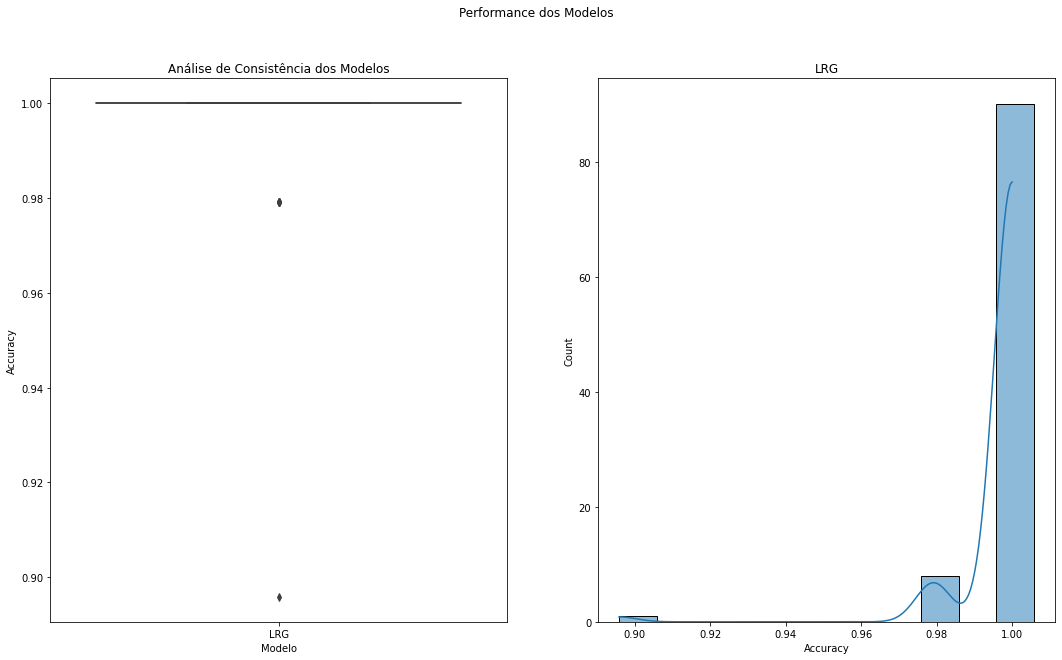 Performance dos Modelos
Análise de Consistência dos Modelos
1.00
0.98
0.96
0.94
0.92
0.90
Accuracy
LRG
Modelo
LRG
80
60
40
20
0
Count
0.90 0.92 0.94 0.96 0.98 1.00
Accuracy